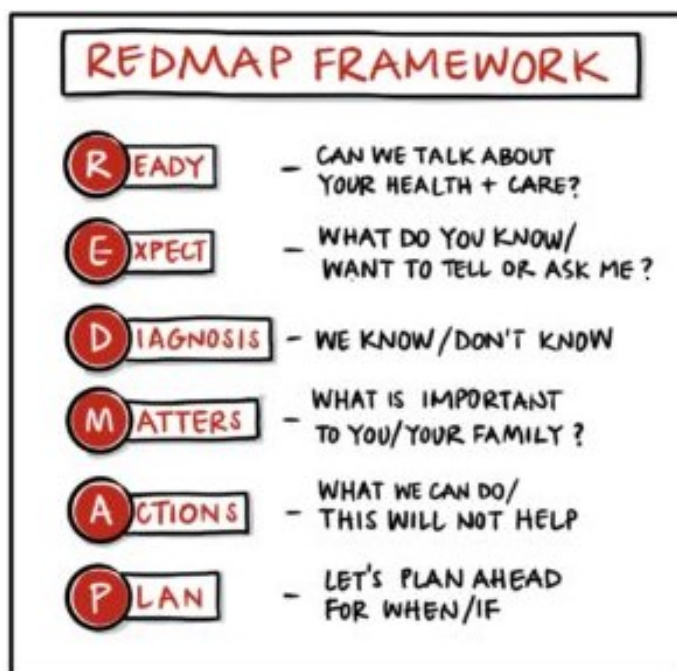 REDMAP FRAMEWORK
READY - CAN WE TALK ABOUT
YOUR HEALTH + CARE?
EXPECT - WHAT DO YOU KNOW/
WANT TO TELL OR ASK ME?
DIAGNOSIS - WE KNOW/DON'T KNOW
MATTERS - WHAT IS IMPORTANT
TO YOU/YOUR FAMILY?
ACTIONS - WHAT WE CAN DO/
THIS WILL NOT HELP
PLAN - LET'S PLAN AHEAD
FOR WHEN/IF